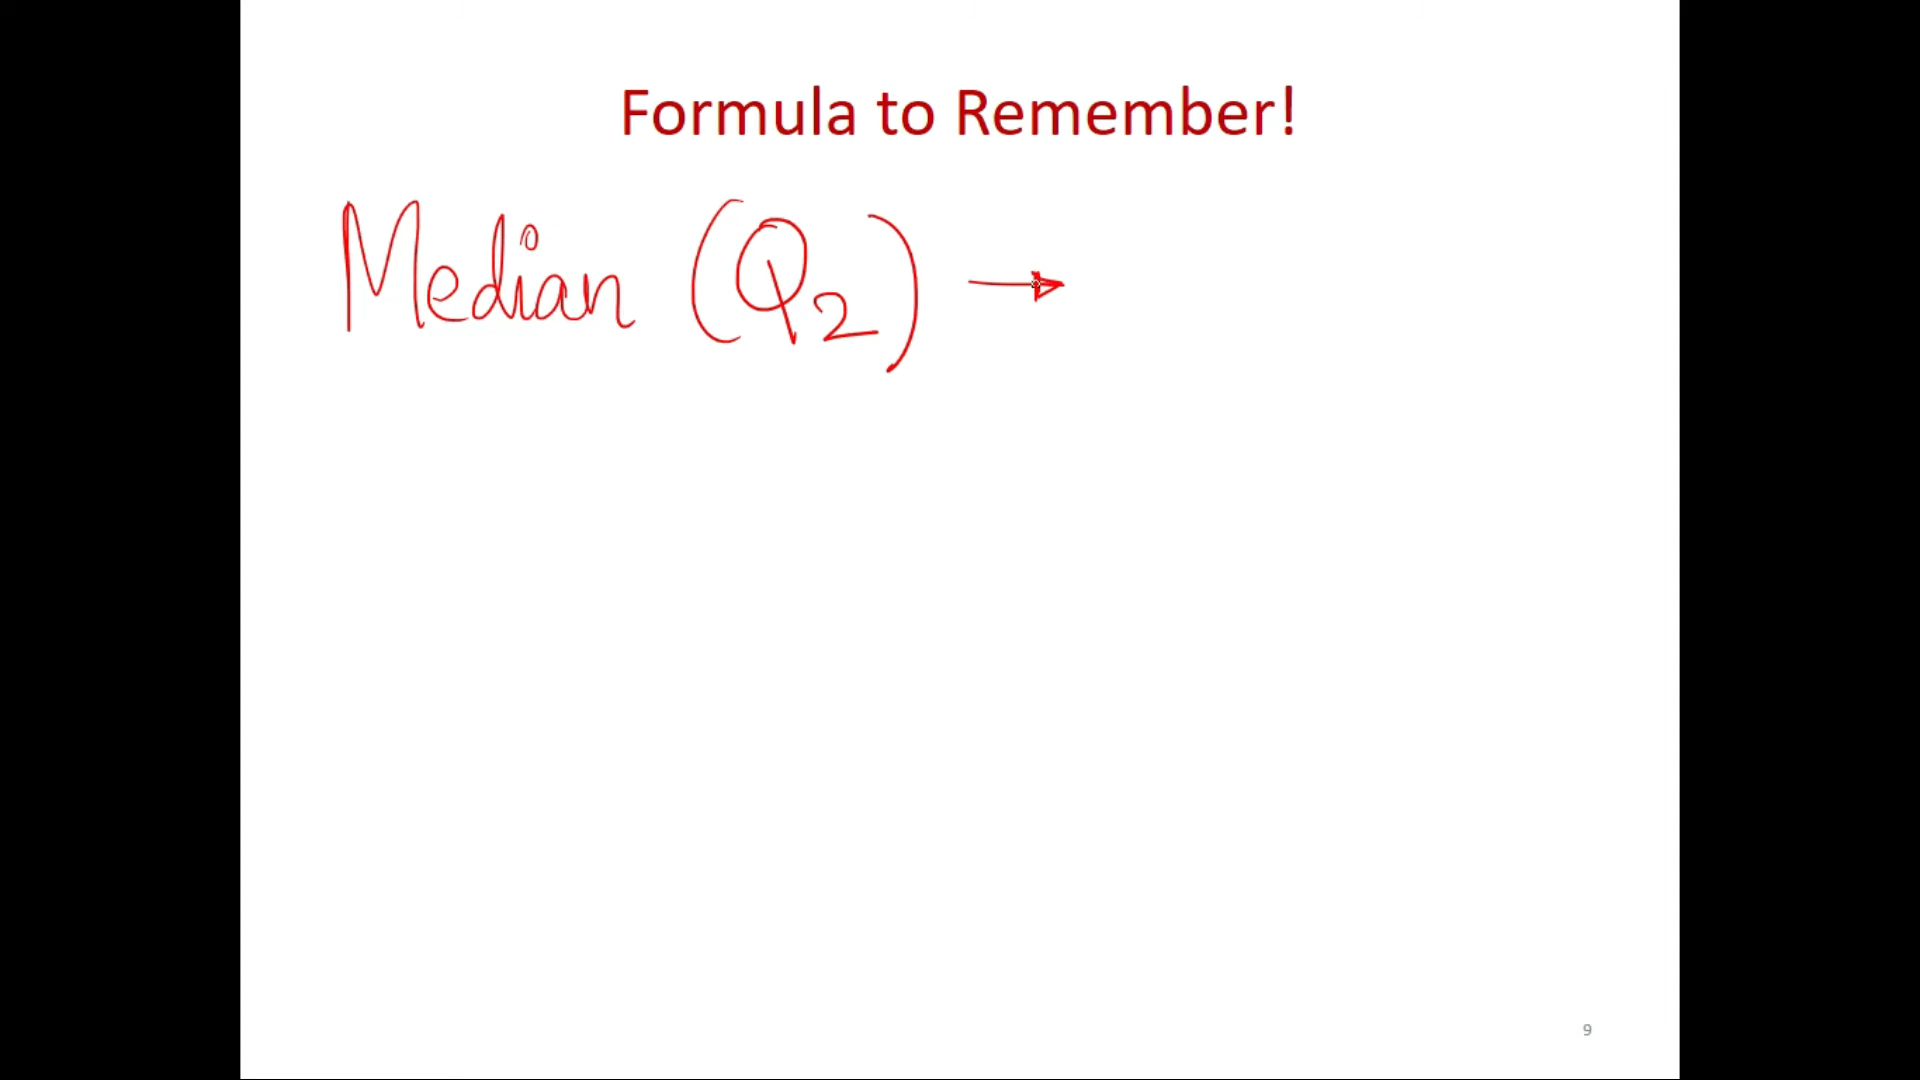 Formula to Remember!
Median (Q₂) →
9